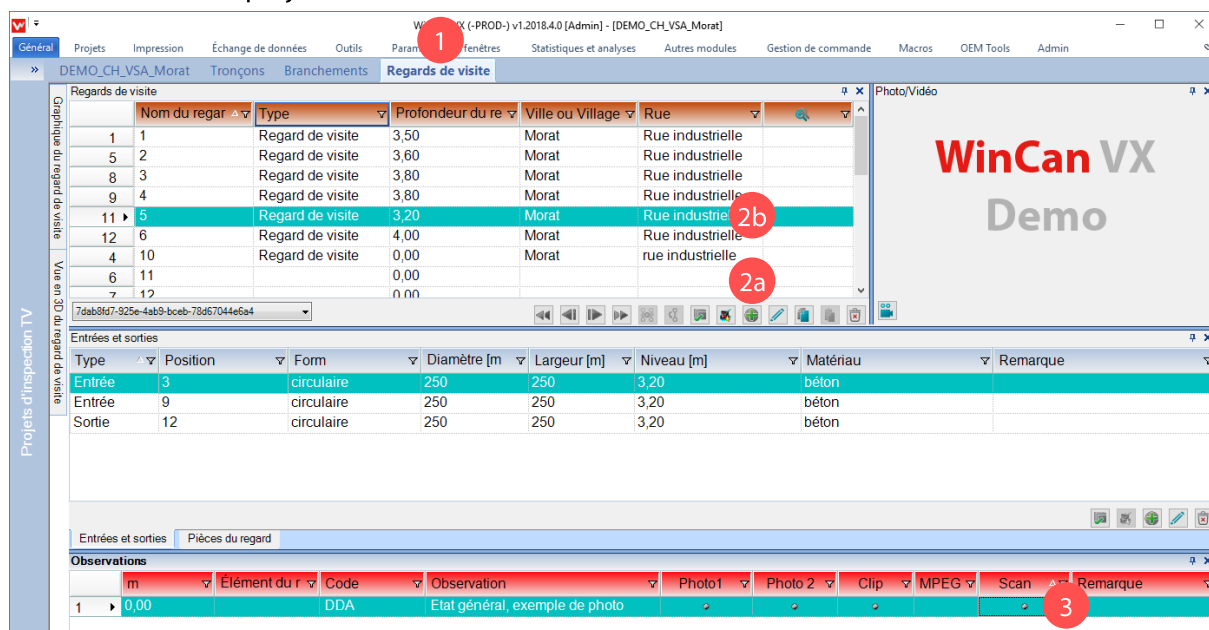 WinCan VX (-PROD-) v1.2018.4.0 [Admin] - [DEMO_CH_VSA_Morat]
Général Projets Impression Échange de données Outils Param 1 fenêtres Statistiques et analyses Autres modules Gestion de commande Macros OEM Tools Admin
» DEMO_CH_VSA_Morat Tronçons Branchements Regards de visite
Regards de visite
Photo/Vidéo
Nom du regar Type Profondeur du re Ville ou Village Rue
1 1 Regard de visite 3,50 Morat Rue industrielle
5 2 Regard de visite 3,60 Morat Rue industrielle
8 3 Regard de visite 3,80 Morat Rue industrielle
9 4 Regard de visite 3,80 Morat Rue industrielle
11 5 Regard de visite 3,20 Morat Rue industrie 2b
12 6 Regard de visite 4,00 Morat Rue industrielle
4 10 Regard de visite 0,00 Morat rue industrielle
6 11 0,00
7 12 0,00
2a
7dab8fd7-925e-4ab9-bceb-78d67044e6a4
WinCan VX
Demo
Graphique du regard de visite
Vue en 3D du regard de visite
Projets d'inspection TV
Entrées et sorties
Type Position Form Diamètre [m Largeur [m] Niveau [m] Matériau Remarque
Entrée 3 circulaire 250 250 3,20 béton
Entrée 9 circulaire 250 250 3,20 béton
Sortie 12 circulaire 250 250 3,20 béton
Entrées et sorties Pièces du regard
Observations
m Élément du r Code Observation Photo1 Photo 2 Clip MPEG Scan Remarque
1 0,00 DDA Etat général, exemple de photo 3